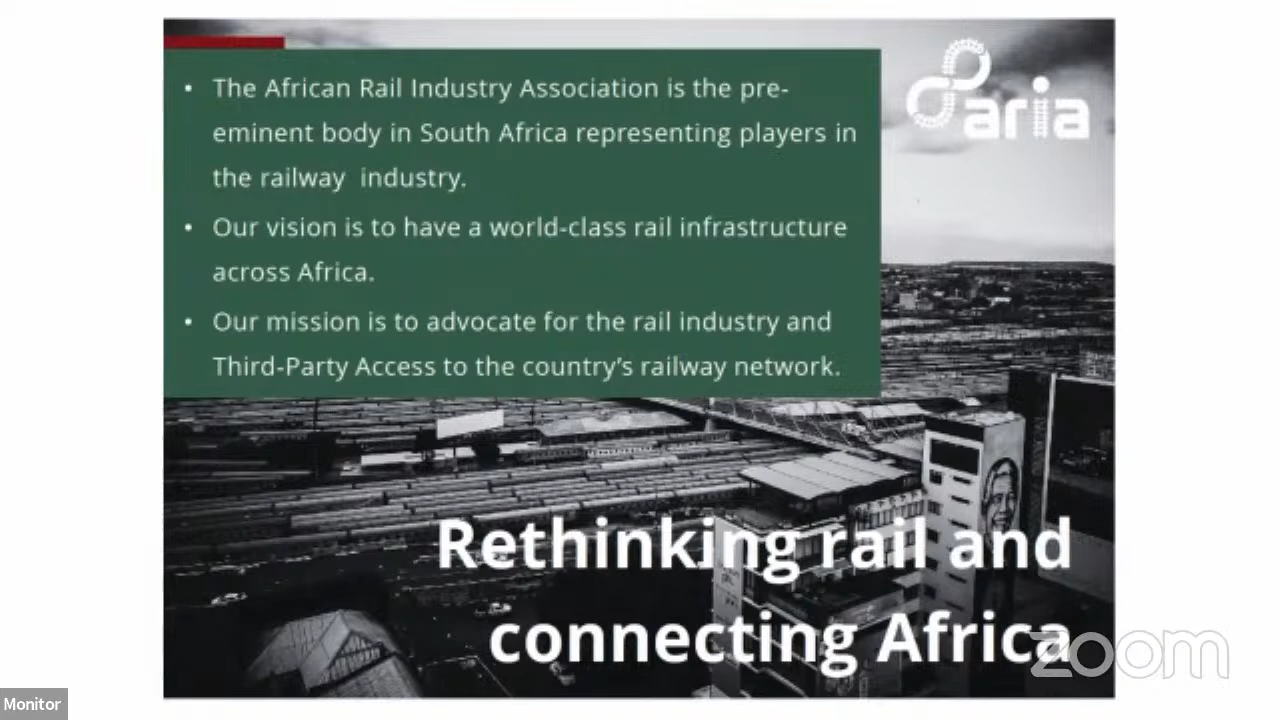 • The African Rail Industry Association is the pre-
eminent body in South Africa representing players in
the railway industry.
• Our vision is to have a world-class rail infrastructure
across Africa.
• Our mission is to advocate for the rail industry and
Third-Party Access to the country's railway network.
aria
Rethinking rail and
connecting Africa
zoom
Monitor